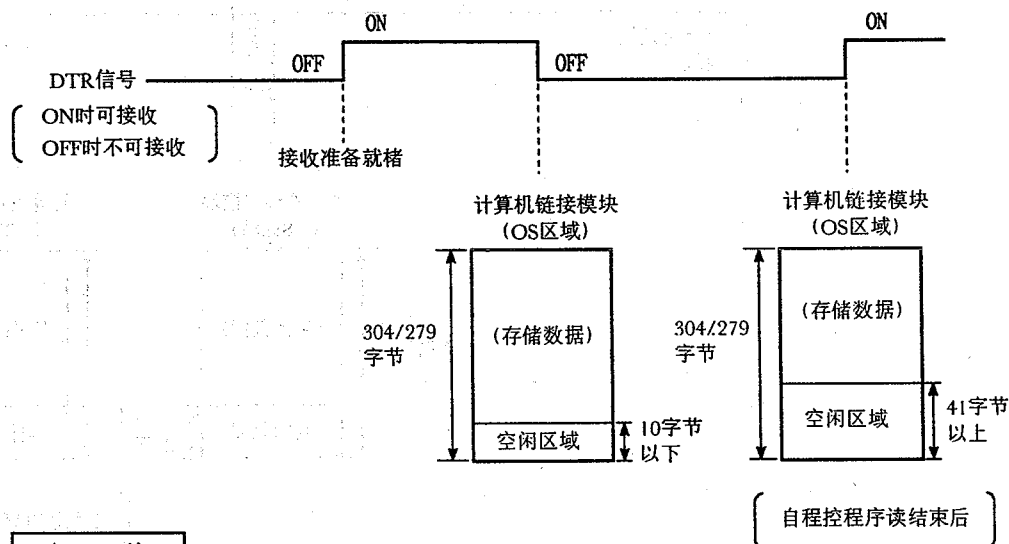 ON
ON
OFF
OFF
DTR信号
ON时可接收
OFF时不可接收
接收准备就楮
计算机链接模块
(OS区域)
计算机链接模块
(OS区域)
304/279
字节
(存储数据)
空闲区域
10字节
以下
304/279
字节
(存储数据)
空闲区域
41字节
以上
自程控程序读结束后